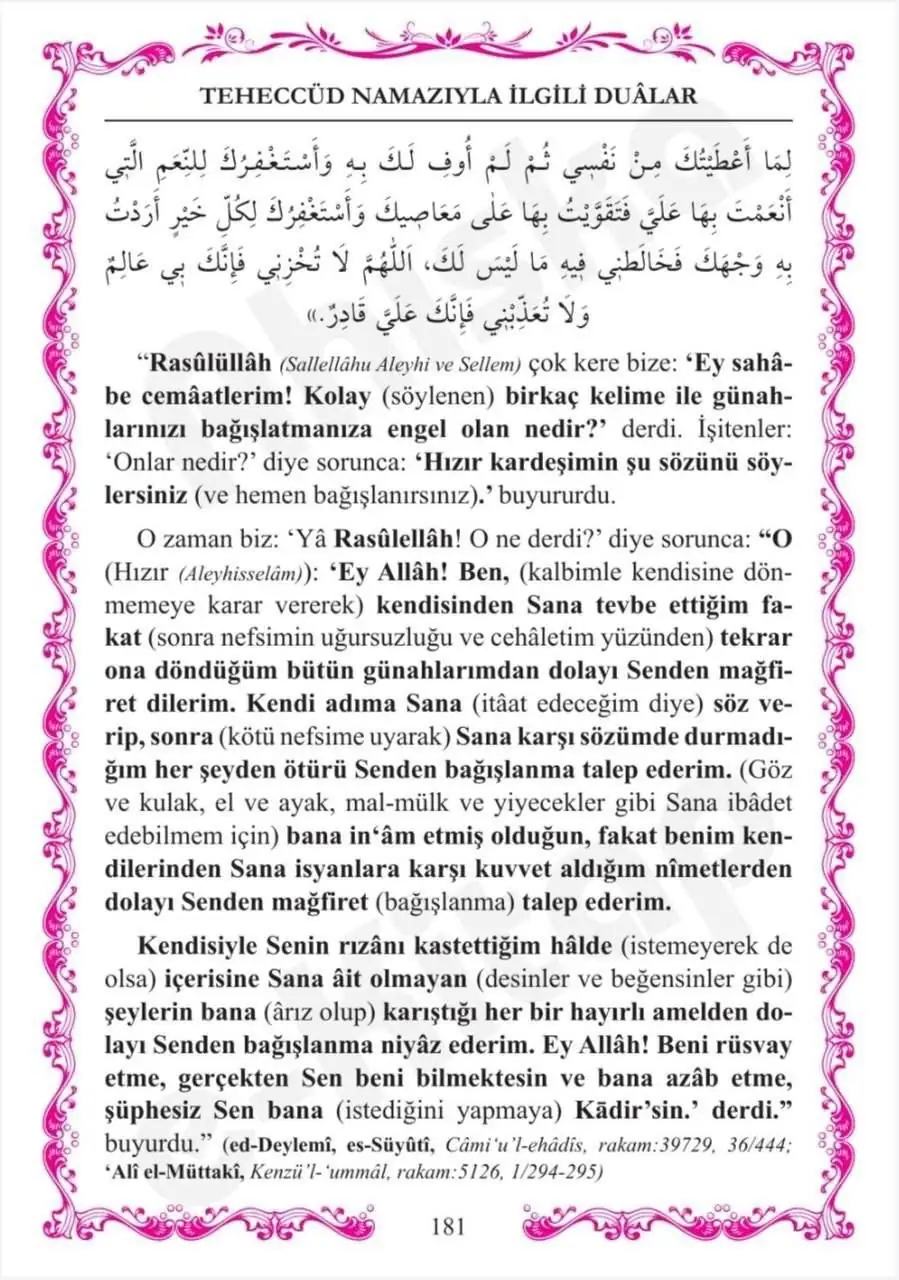 TEHECCÜD NAMAZIYLA İLGİLİ DUÂLAR
لِمَا أَعْطَيْتُكَ مِنْ نَفْسِي ثُمَّ لَمْ أُوفِ لَكَ بِهِ وَأَسْتَغْفِرُكَ لِلنِّعَمِ الَّتِي
أَنْعَمْتَ بِهَا عَلَيَّ فَتَقَوَّيْتُ بِهَا عَلٰى مَعَاصِيكَ وَأَسْتَغْفِرُكَ لِكُلِّ خَيْرٍ أَرَدْتُ
بِهِ وَجْهَكَ فَخَالَطَنِي فِيهِ مَا لَيْسَ لَكَ، اَللّٰهُمَّ لَا تُخْزِنِي فَإِنَّكَ بِي عَالِمٌ
وَلَا تُعَذِّبْنِي فَإِنَّكَ عَلَيَّ قَادِرٌ.»
“Rasûlüllâh (Sallellâhu Aleyhi ve Sellem) çok kere bize: ‘Ey sahâ-
be cemâatlerim! Kolay (söylenen) birkaç kelime ile günah-
larınızı bağışlatmanıza engel olan nedir?’ derdi. İşitenler:
‘Onlar nedir?’ diye sorunca: ‘Hızır kardeşimin şu sözünü söy-
lersiniz (ve hemen bağışlanırsınız).’ buyururdu.
O zaman biz: ‘Yâ Rasûlellâh! O ne derdi?’ diye sorunca: “O
(Hızır (Aleyhisselâm)): ‘Ey Allâh! Ben, (kalbimle kendisine dön-
memeye karar vererek) kendisinden Sana tevbe ettiğim fa-
kat (sonra nefsimin uğursuzluğu ve cehâletim yüzünden) tekrar
ona döndüğüm bütün günahlarımdan dolayı Senden mağfi-
ret dilerim. Kendi adıma Sana (itâat edeceğim diye) söz ve-
rip, sonra (kötü nefsime uyarak) Sana karşı sözümde durmadı-
ğım her şeyden ötürü Senden bağışlanma talep ederim. (Göz
ve kulak, el ve ayak, mal-mülk ve yiyecekler gibi Sana ibâdet
edebilmem için) bana in‘âm etmiş olduğun, fakat benim ken-
dilerinden Sana isyanlara karşı kuvvet aldığım nîmetlerden
dolayı Senden mağfiret (bağışlanma) talep ederim.
Kendisiyle Senin rızânı kastettiğim hâlde (istemeyerek de
olsa) içerisine Sana âit olmayan (desinler ve beğensinler gibi)
şeylerin bana (ârız olup) karıştığı her bir hayırlı amelden do-
layı Senden bağışlanma niyâz ederim. Ey Allâh! Beni rüsvay
etme, gerçekten Sen beni bilmektesin ve bana azâb etme,
şüphesiz Sen bana (istediğini yapmaya) Kādir’sin.’ derdi.”
buyurdu.” (ed-Deylemî, es-Süyûtî, Câmi‘u’l-ehâdîs, rakam:39729, 36/444;
‘Alî el-Müttakî, Kenzü’l-‘ummâl, rakam:5126, 1/294-295)
181